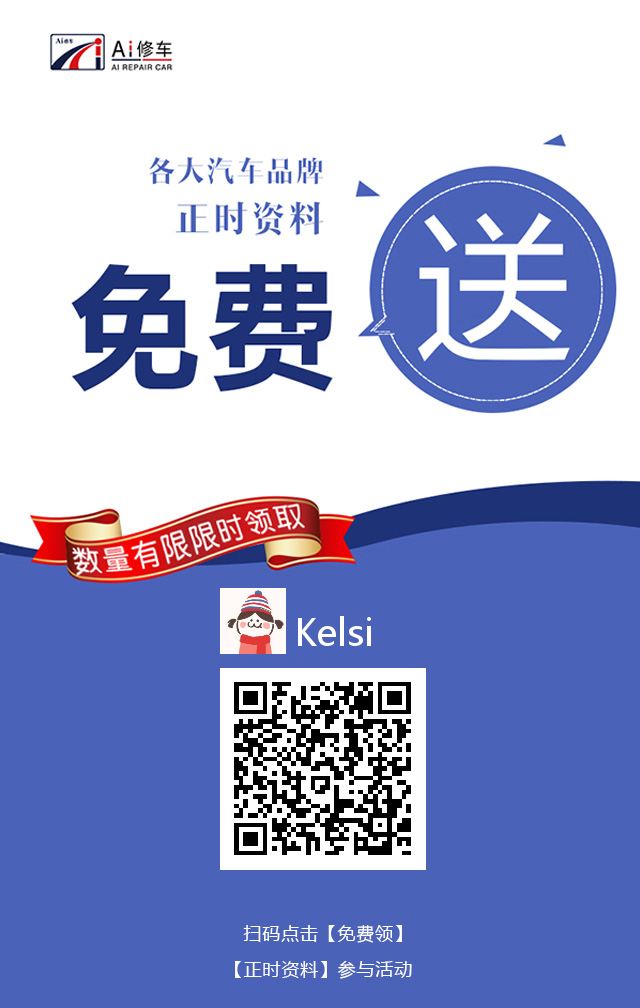 Ai修车
Ai修车
AI REPAIR CAR
各大汽车品牌
正时资料
免费
送
数量有限限时领取
Kelsi
扫码点击【免费领】
【正时资料】参与活动